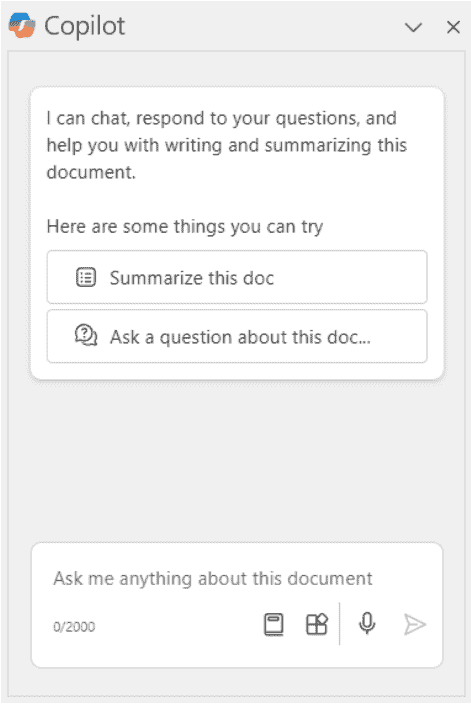 Copilot
I can chat, respond to your questions, and
help you with writing and summarizing this
document.
Here are some things you can try
Summarize this doc
Ask a question about this doc...
Ask me anything about this document
0/2000